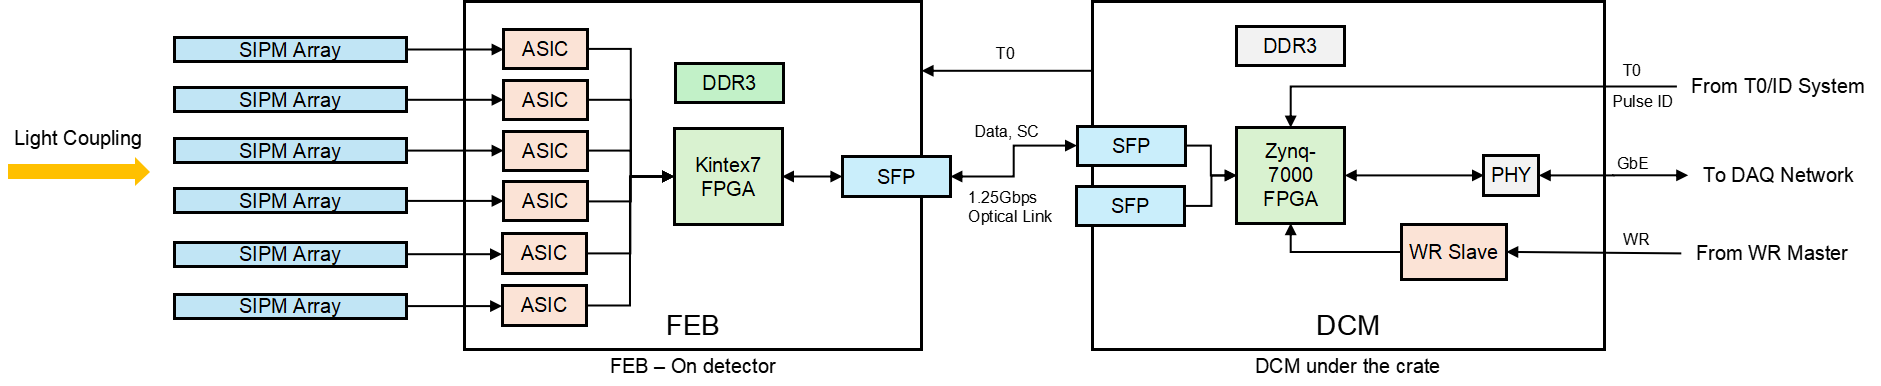 Light Coupling
SIPM Array
SIPM Array
SIPM Array
SIPM Array
SIPM Array
SIPM Array
ASIC
ASIC
ASIC
ASIC
ASIC
ASIC
DDR3
Kintex7
FPGA
SFP
FEB
FEB – On detector
T0
Data, SC
1.25Gbps
Optical Link
SFP
SFP
DDR3
Zynq-
7000
FPGA
PHY
WR Slave
DCM
DCM under the crate
T0
Pulse ID
From T0/ID System
GbE
To DAQ Network
WR
From WR Master